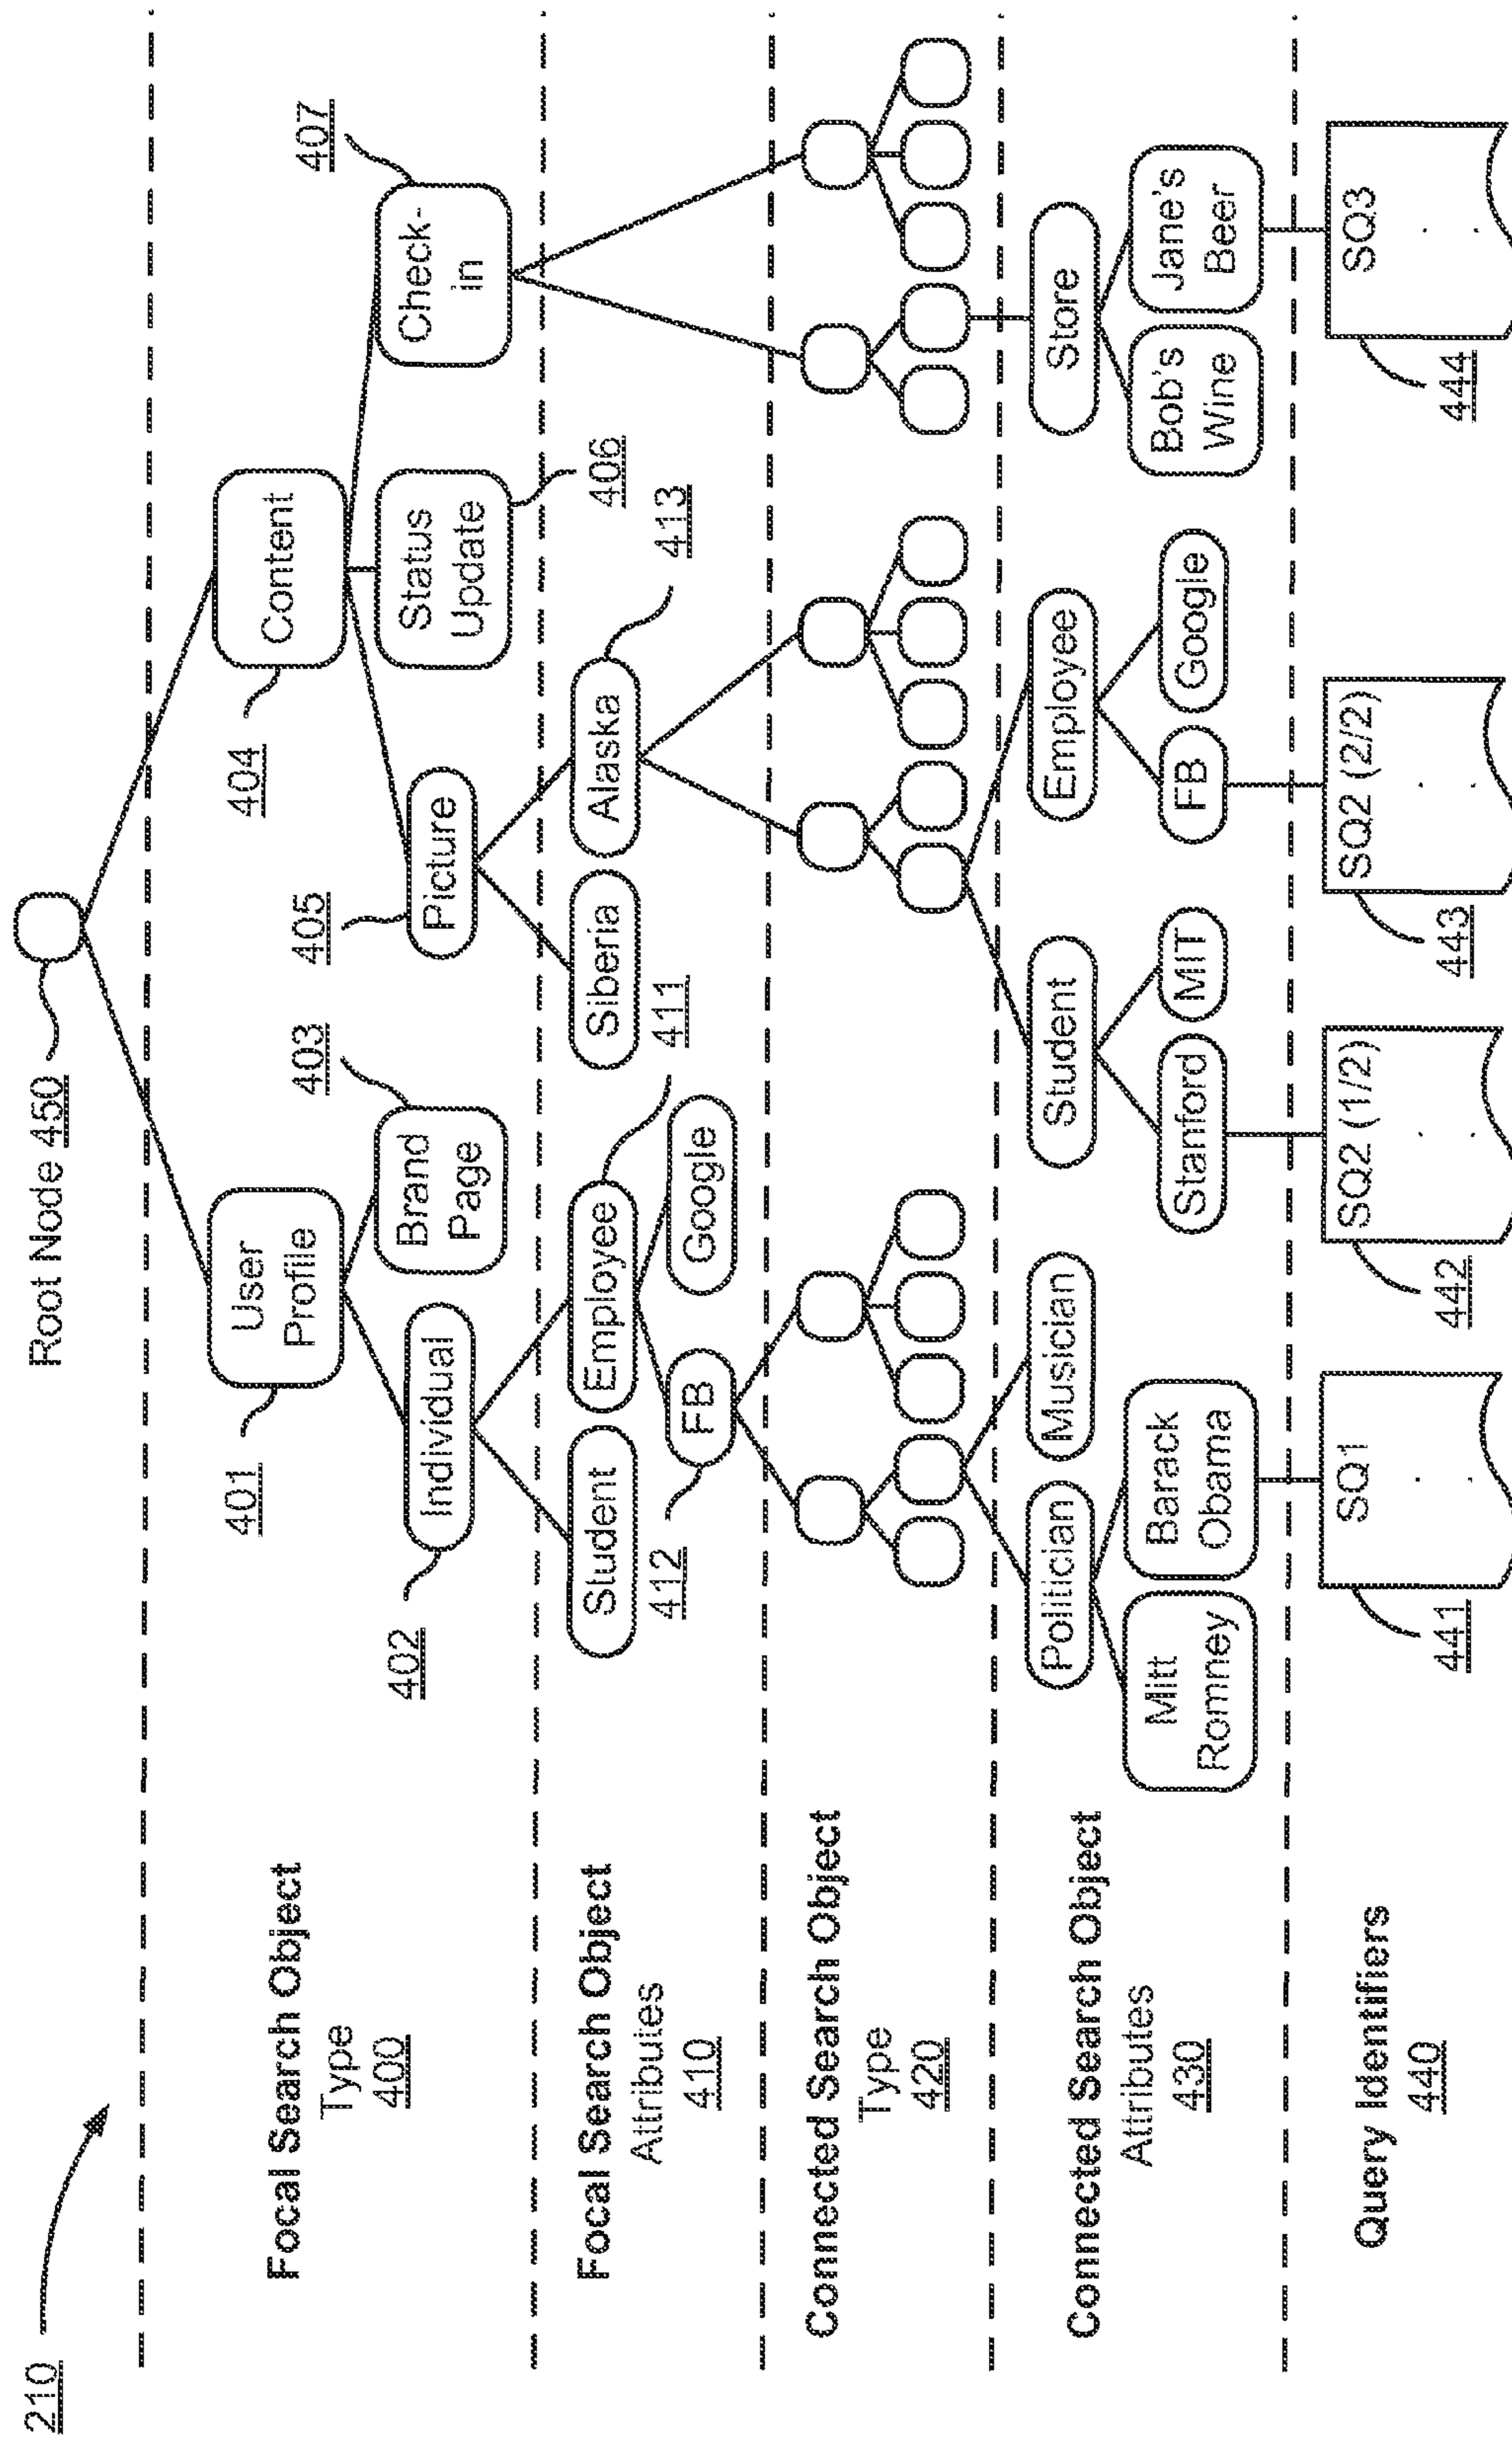 210
Root Node 450
Focal Search Object
Type
400
401
User
Profile
404
Content
402
Individual
403
Brand
Page
405
Picture
Status
Update
406
Check-
in
407
Focal Search Object
Attributes
410
Student
Employee
411
412
FB
Google
Siberia
Alaska
413
Connected Search Object
Type
420
Connected Search Object
Attributes
430
Politician
Musician
Mitt
Romney
Barack
Obama
Student
Stanford
MIT
Employee
FB
Google
Store
Bob's
Wine
Jane's
Beer
Query Identifiers
440
441
SQ1
442
SQ2 (1/2)
443
SQ2 (2/2)
444
SQ3